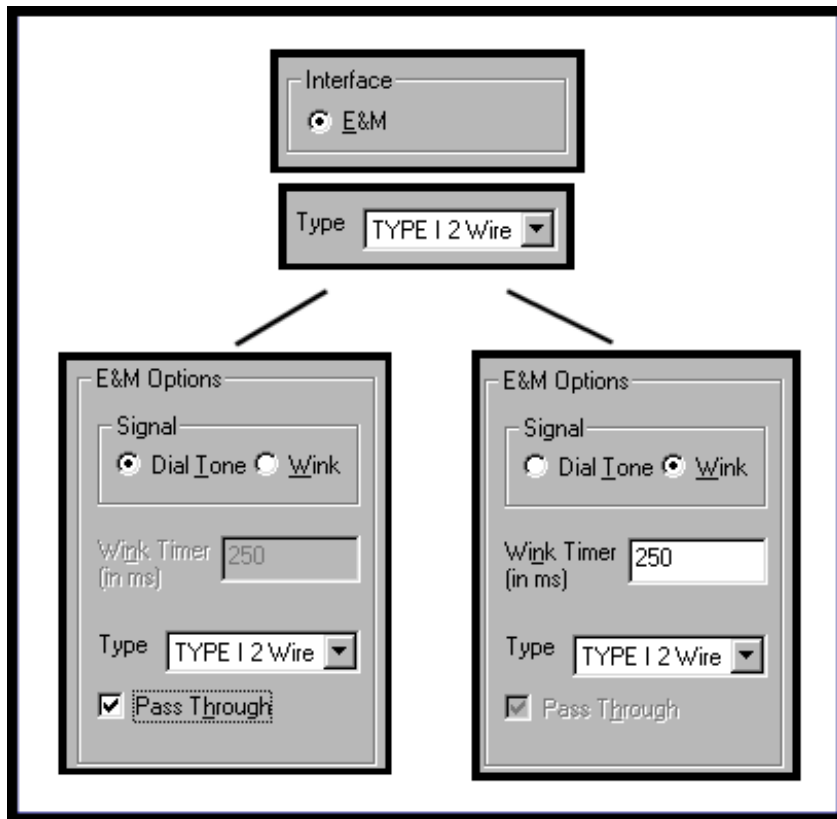 Interface
E&M
Type TYPE I 2 Wire
E&M Options
Signal
Dial Tone Wink
Wink Timer 250
(in ms)
Type TYPE I 2 Wire
Pass Through
E&M Options
Signal
Dial Tone Wink
Wink Timer 250
(in ms)
Type TYPE I 2 Wire
Pass Through